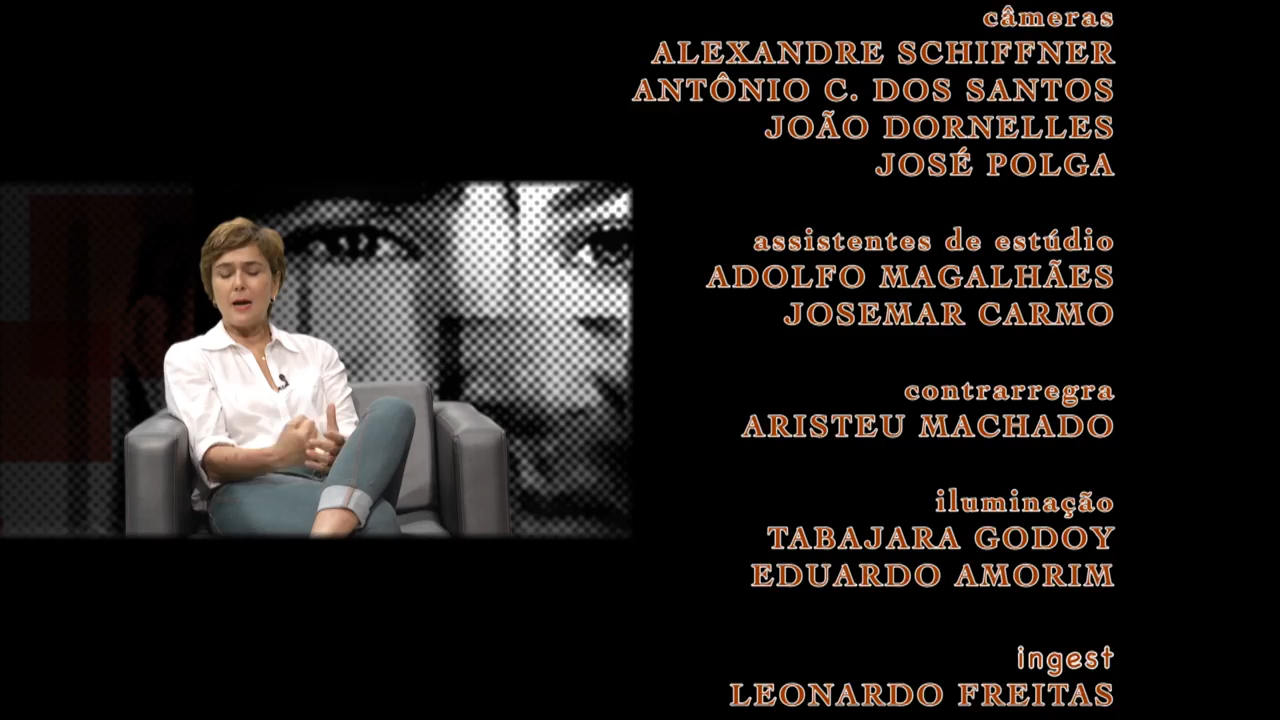 câmeras
ALEXANDRE SCHIFFNER
ANTÔNIO C. DOS SANTOS
JOÃO DORNELLES
JOSÉ POLGA
assistentes de estúdio
ADOLFO MAGALHÃES
JOSEMAR CARMO
contrarregra
ARISTEU MACHADO
iluminação
TABAJARA GODOY
EDUARDO AMORIM
ingest
LEONARDO FREITAS